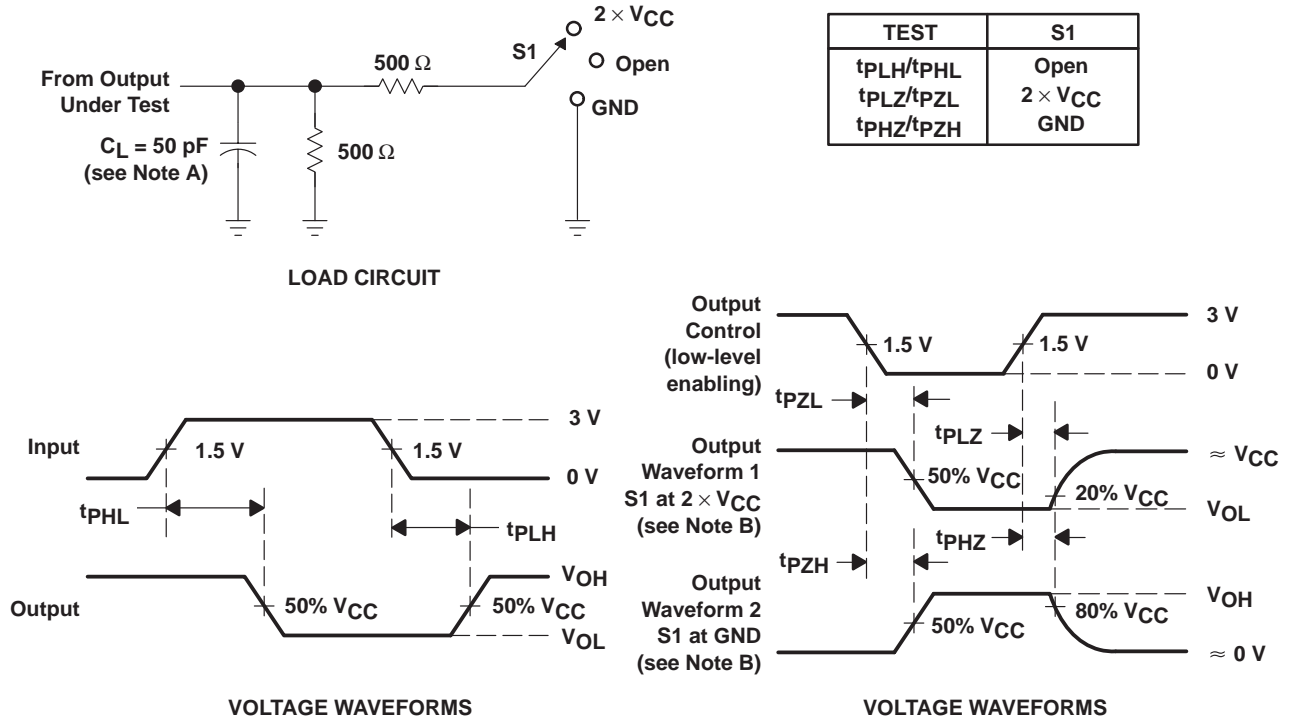 2 × VCC
S1
500 Ω
Open
From Output
Under Test
GND
CL = 50 pF
(see Note A)
500 Ω
LOAD CIRCUIT
TEST S1
tPLH/tPHL Open
tPLZ/tPZL 2 × VCC
tPHZ/tPZH GND
Input
1.5 V
1.5 V
3 V
0 V
tPHL
tPLH
Output
50% VCC
50% VCC
VOH
VOL
VOLTAGE WAVEFORMS
Output
Control
(low-level
enabling)
1.5 V
1.5 V
3 V
0 V
tPZL
tPLZ
Output
Waveform 1
S1 at 2 × VCC
(see Note B)
50% VCC
20% VCC
≈ VCC
VOL
tPZH
tPHZ
Output
Waveform 2
S1 at GND
(see Note B)
50% VCC
80% VCC
VOH
≈ 0 V
VOLTAGE WAVEFORMS